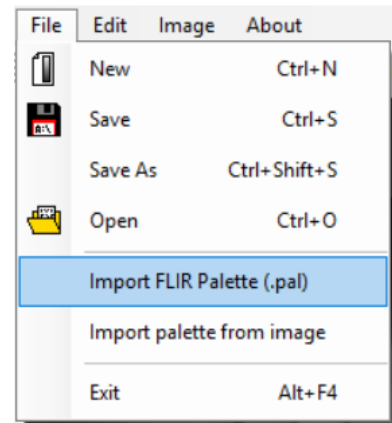 File Edit Image About
New Ctrl+N
A:\
Save Ctrl+S
Save As Ctrl+Shift+S
Open Ctrl+O
Import FLIR Palette (.pal)
Import palette from image
Exit Alt+F4